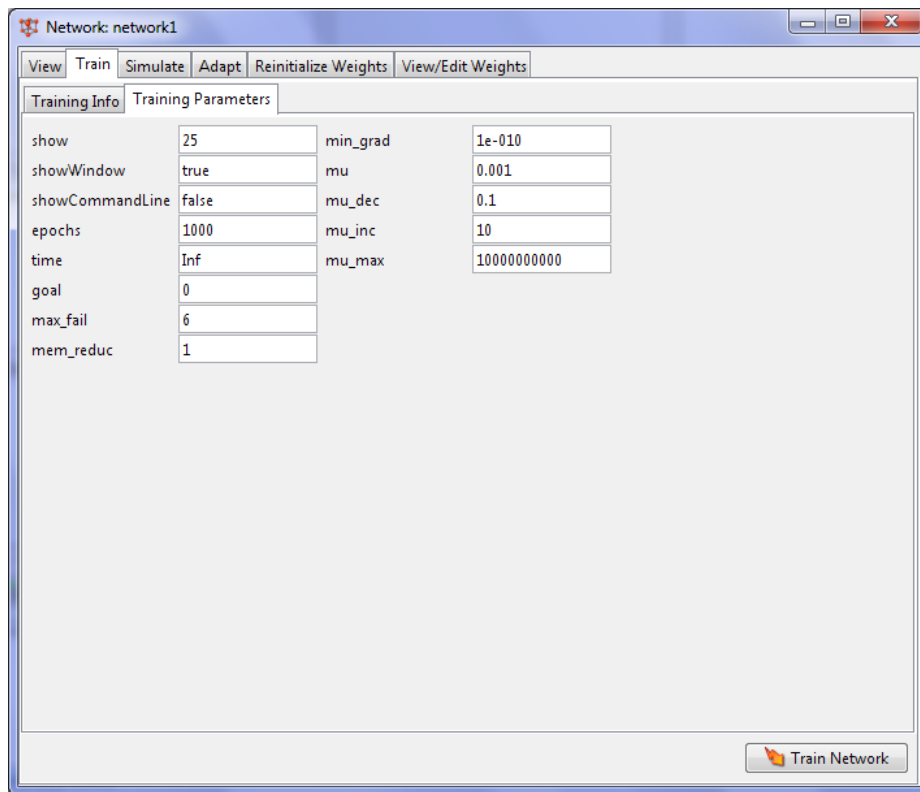 Network: network1
View Train Simulate Adapt Reinitialize Weights View/Edit Weights
Training Info Training Parameters
show 25 min_grad 1e-010
showWindow true mu 0.001
showCommandLine false mu_dec 0.1
epochs 1000 mu_inc 10
time Inf mu_max 10000000000
goal 0
max_fail 6
mem_reduc 1
Train Network